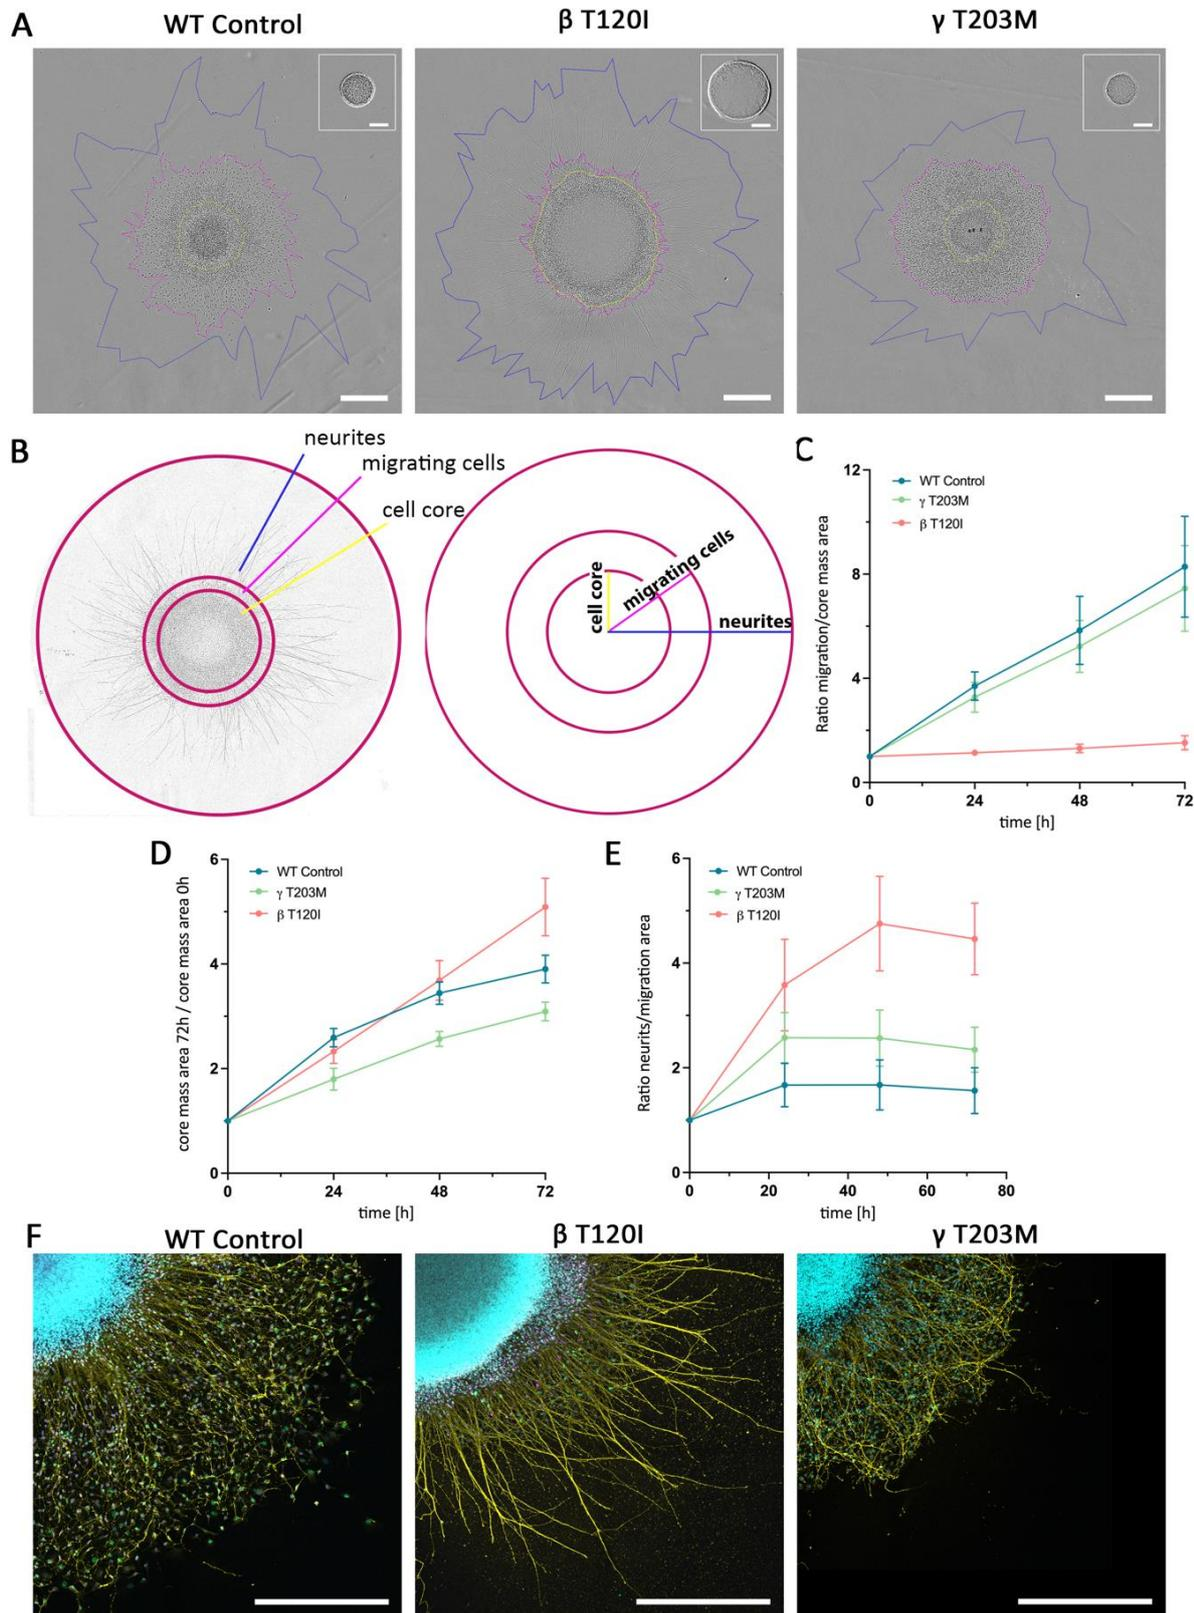 A
WT Control
β T120I
γ T203M
B
neurites
migrating cells
cell core
cell core
migrating cells
neurites
C
Ratio migration/core mass area
12
8
4
0
WT Control
γ T203M
β T120I
0
24
48
72
time [h]
D
core mass area 72h / core mass area 0h
6
4
2
0
WT Control
γ T203M
β T120I
0
24
48
72
time [h]
E
Ratio neurits/migration area
6
4
2
0
WT Control
γ T203M
β T120I
0
20
40
60
80
time [h]
F
WT Control
β T120I
γ T203M